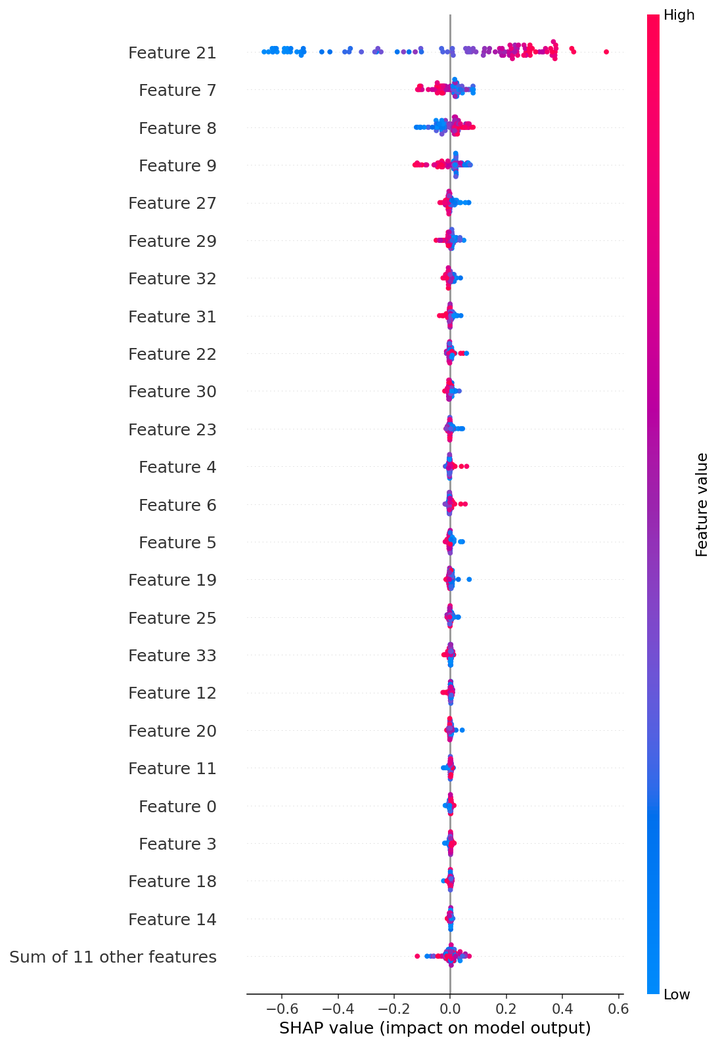 High
Feature 21
Feature 7
Feature 8
Feature 9
Feature 27
Feature 29
Feature 32
Feature 31
Feature 22
Feature 30
Feature 23
Feature 4
Feature 6
Feature 5
Feature 19
Feature 25
Feature 33
Feature 12
Feature 20
Feature 11
Feature 0
Feature 3
Feature 18
Feature 14
Sum of 11 other features
Feature value
Low
−0.6 −0.4 −0.2 0.0 0.2 0.4 0.6
SHAP value (impact on model output)